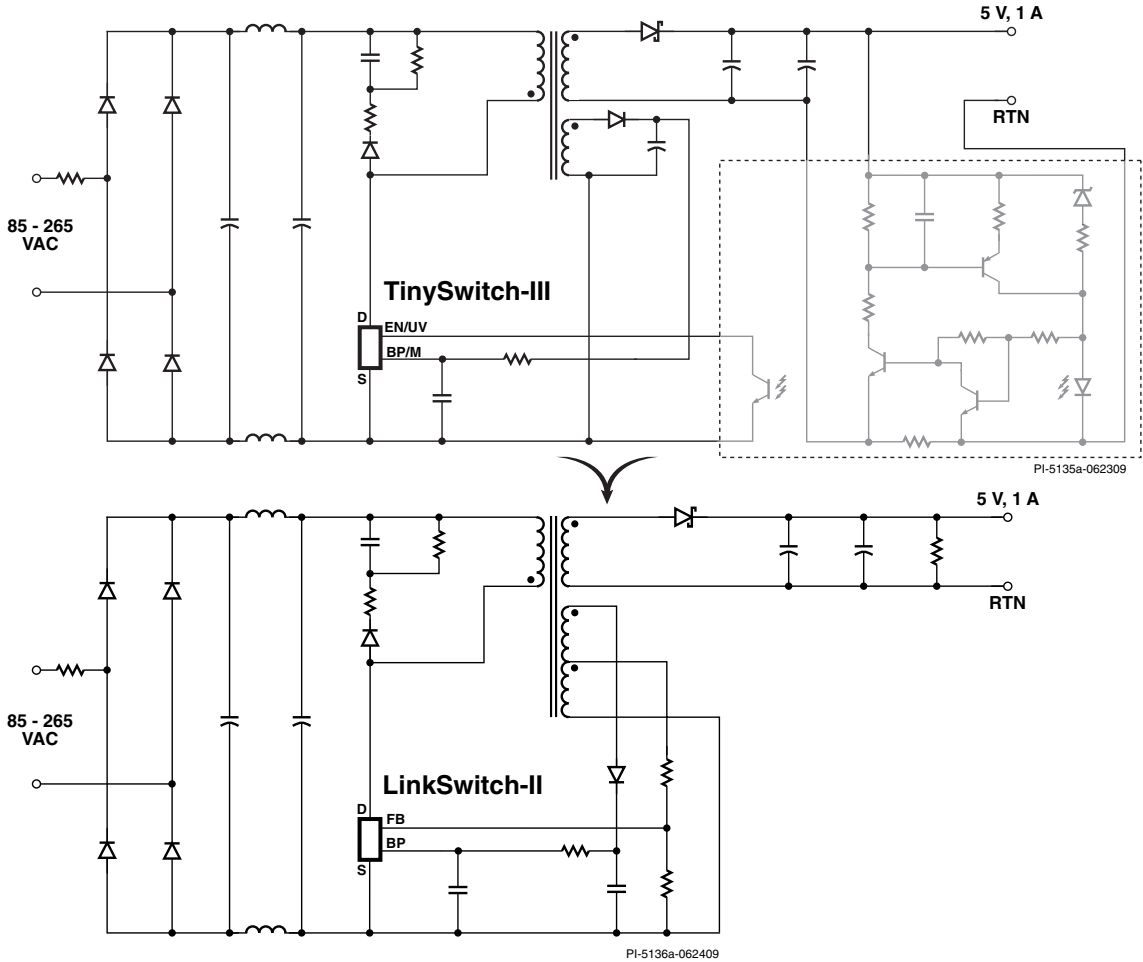 5 V, 1 A
RTN
85 - 265
VAC
TinySwitch-III
D
EN/UV
BP/M
S
PI-5135a-062309
5 V, 1 A
RTN
85 - 265
VAC
LinkSwitch-II
D
FB
BP
S
PI-5136a-062409